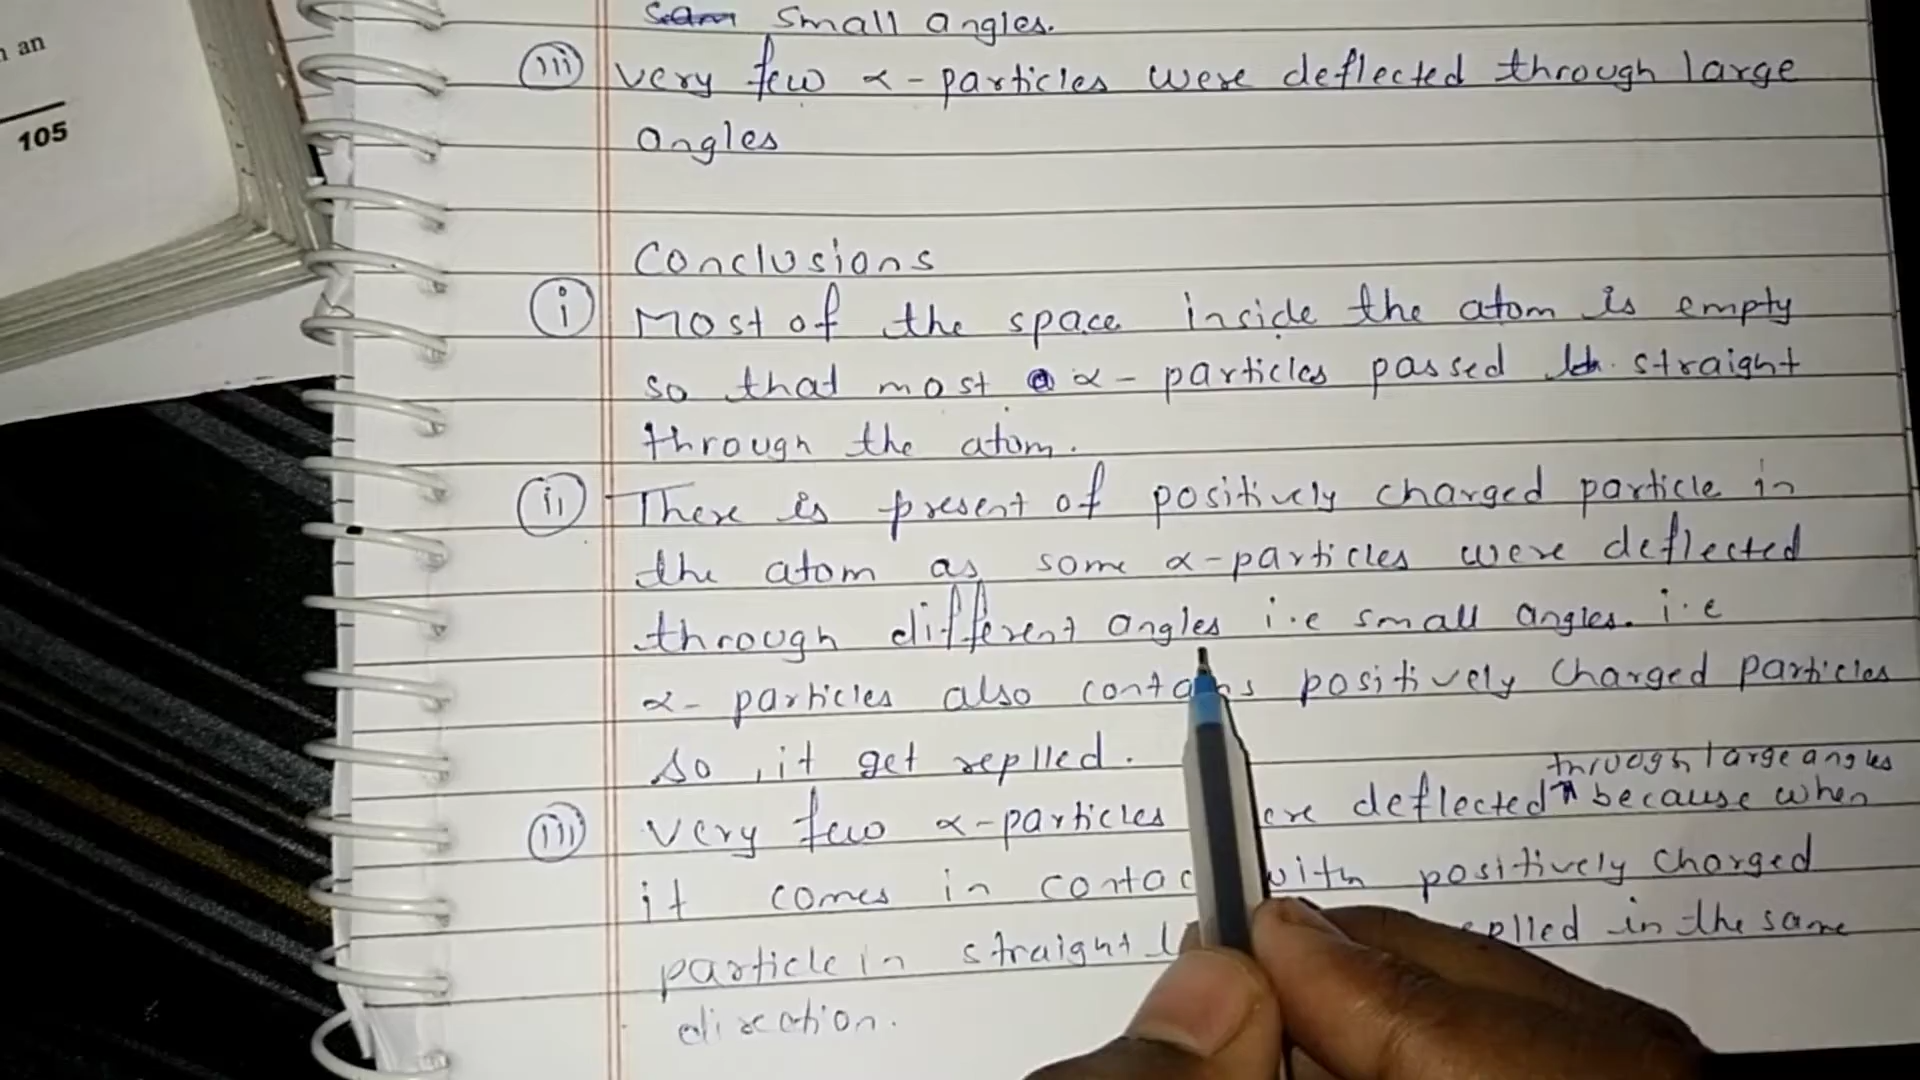 n an
105
small angles.
iii very few α-particles were deflected through large
angles
Conclusions
i Most of the space inside the atom is empty
so that most α-particles passed straight
through the atom.
ii There is present of positively charged particle in
the atom as some α-particles were deflected
through different angles i.e small angles. i.e
α-particles also contains positively charged particles
so, it get replled.
through large angles
iii very few α-particles ere deflected because when
it comes in contac with positively charged
particle in straight plled in the same
direction.